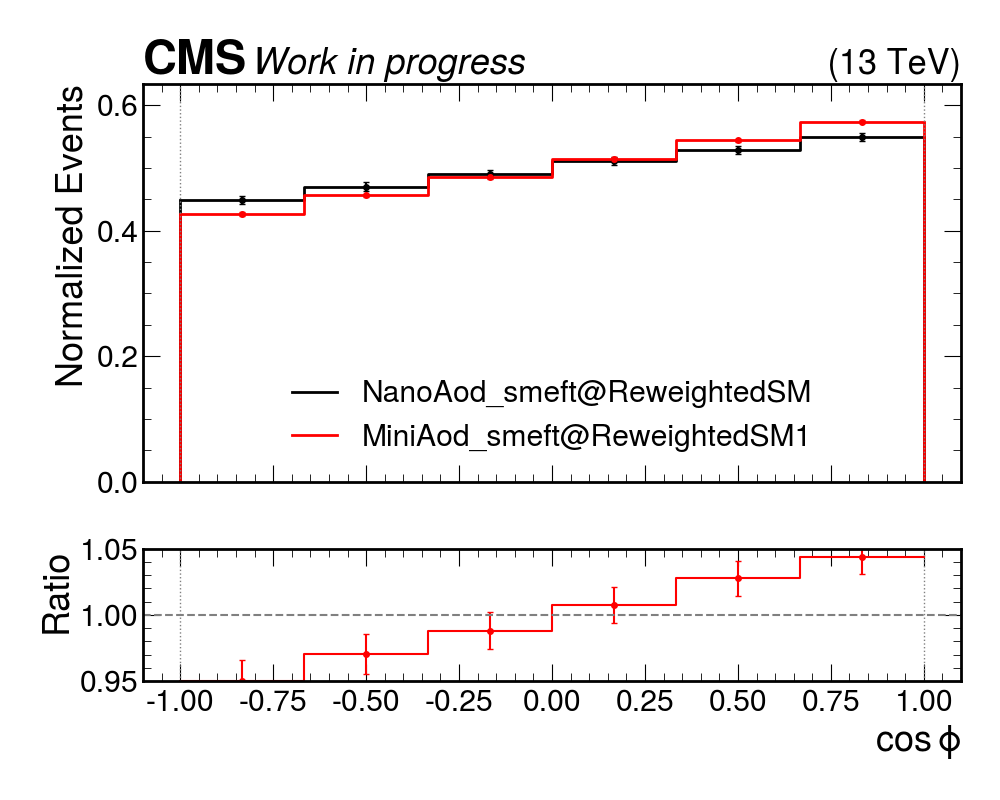 CMS Work in progress (13 TeV)
Normalized Events
0.6
0.4
0.2
0.0
NanoAod_smeft@ReweightedSM
MiniAod_smeft@ReweightedSM1
Ratio
1.05
1.00
0.95
-1.00 -0.75 -0.50 -0.25 0.00 0.25 0.50 0.75 1.00
cos ϕ